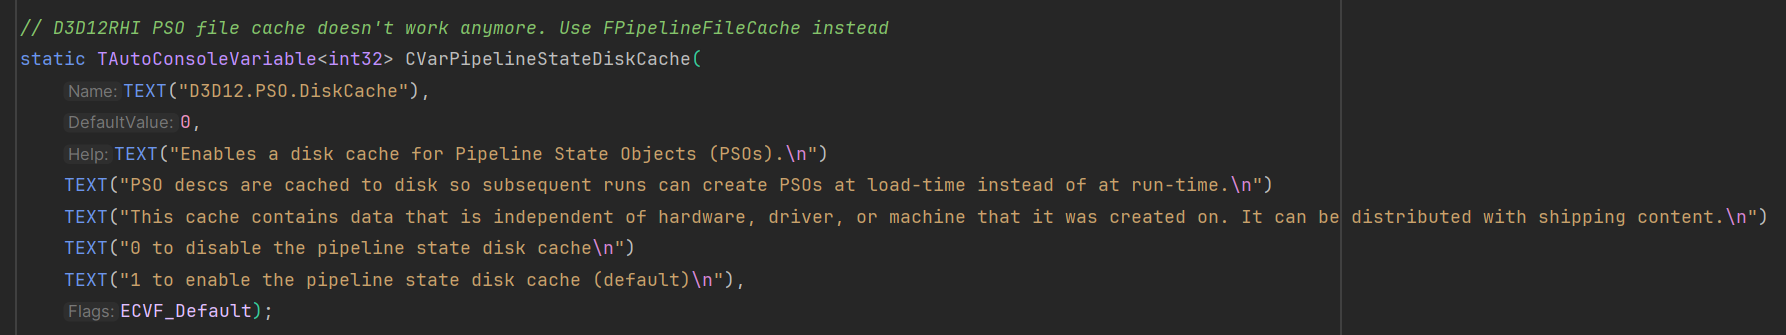 // D3D12RHI PSO file cache doesn't work anymore. Use FPipelineFileCache instead
static TAutoConsoleVariable<int32> CVarPipelineStateDiskCache(
Name: TEXT("D3D12.PSO.DiskCache"),
DefaultValue: 0,
Help: TEXT("Enables a disk cache for Pipeline State Objects (PSOs).\n")
TEXT("PSO descs are cached to disk so subsequent runs can create PSOs at load-time instead of at run-time.\n")
TEXT("This cache contains data that is independent of hardware, driver, or machine that it was created on. It can be distributed with shipping content.\n")
TEXT("0 to disable the pipeline state disk cache\n")
TEXT("1 to enable the pipeline state disk cache (default)\n"),
Flags: ECVF_Default);